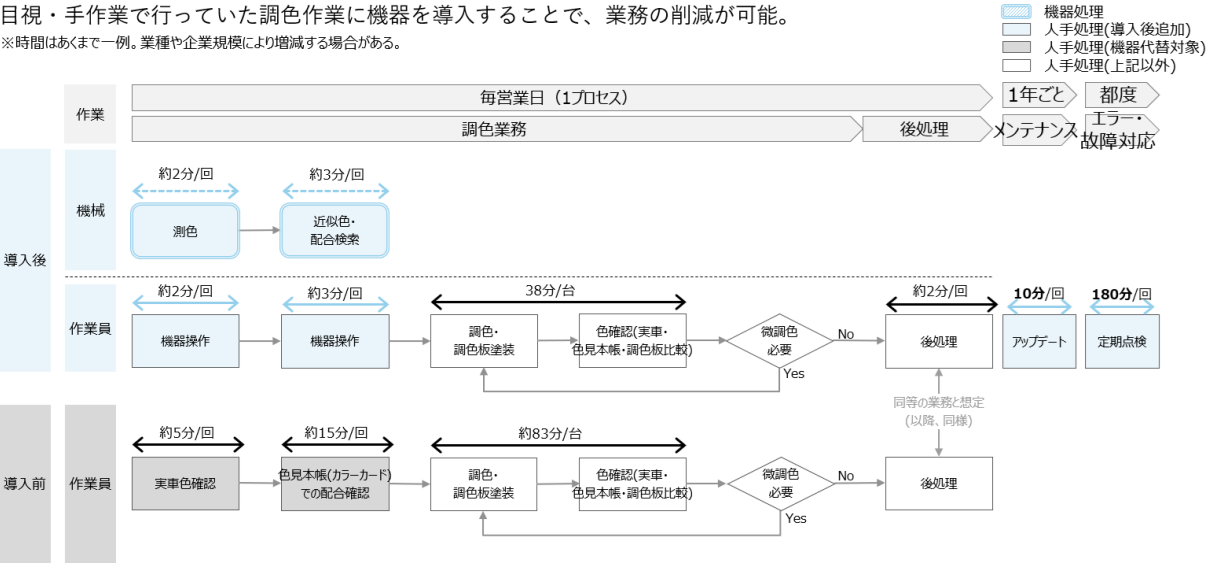 目視・手作業で行っていた調色作業に機器を導入することで、業務の削減が可能。
※時間はあくまで一例。業種や企業規模により増減する場合がある。
機器処理
人手処理(導入後追加)
人手処理(機器代替対象)
人手処理(上記以外)
作業
毎営業日（1プロセス）
1年ごと
都度
調色業務
後処理
メンテナンス
エラー・
故障対応
導入後
機械
約2分/回
約3分/回
測色
近似色・
配合検索
作業員
約2分/回
約3分/回
38分/台
約2分/回
10分/回
180分/回
機器操作
機器操作
調色・
調色板塗装
色確認(実車・
色見本帳・調色板比較)
微調色
必要
No
Yes
後処理
アップデート
定期点検
同等の業務と想定
(以降、同様)
導入前
作業員
約5分/回
約15分/回
約83分/台
実車色確認
色見本帳(カラーカード)
での配合確認
調色・
調色板塗装
色確認(実車・
色見本帳・調色板比較)
微調色
必要
No
Yes
後処理